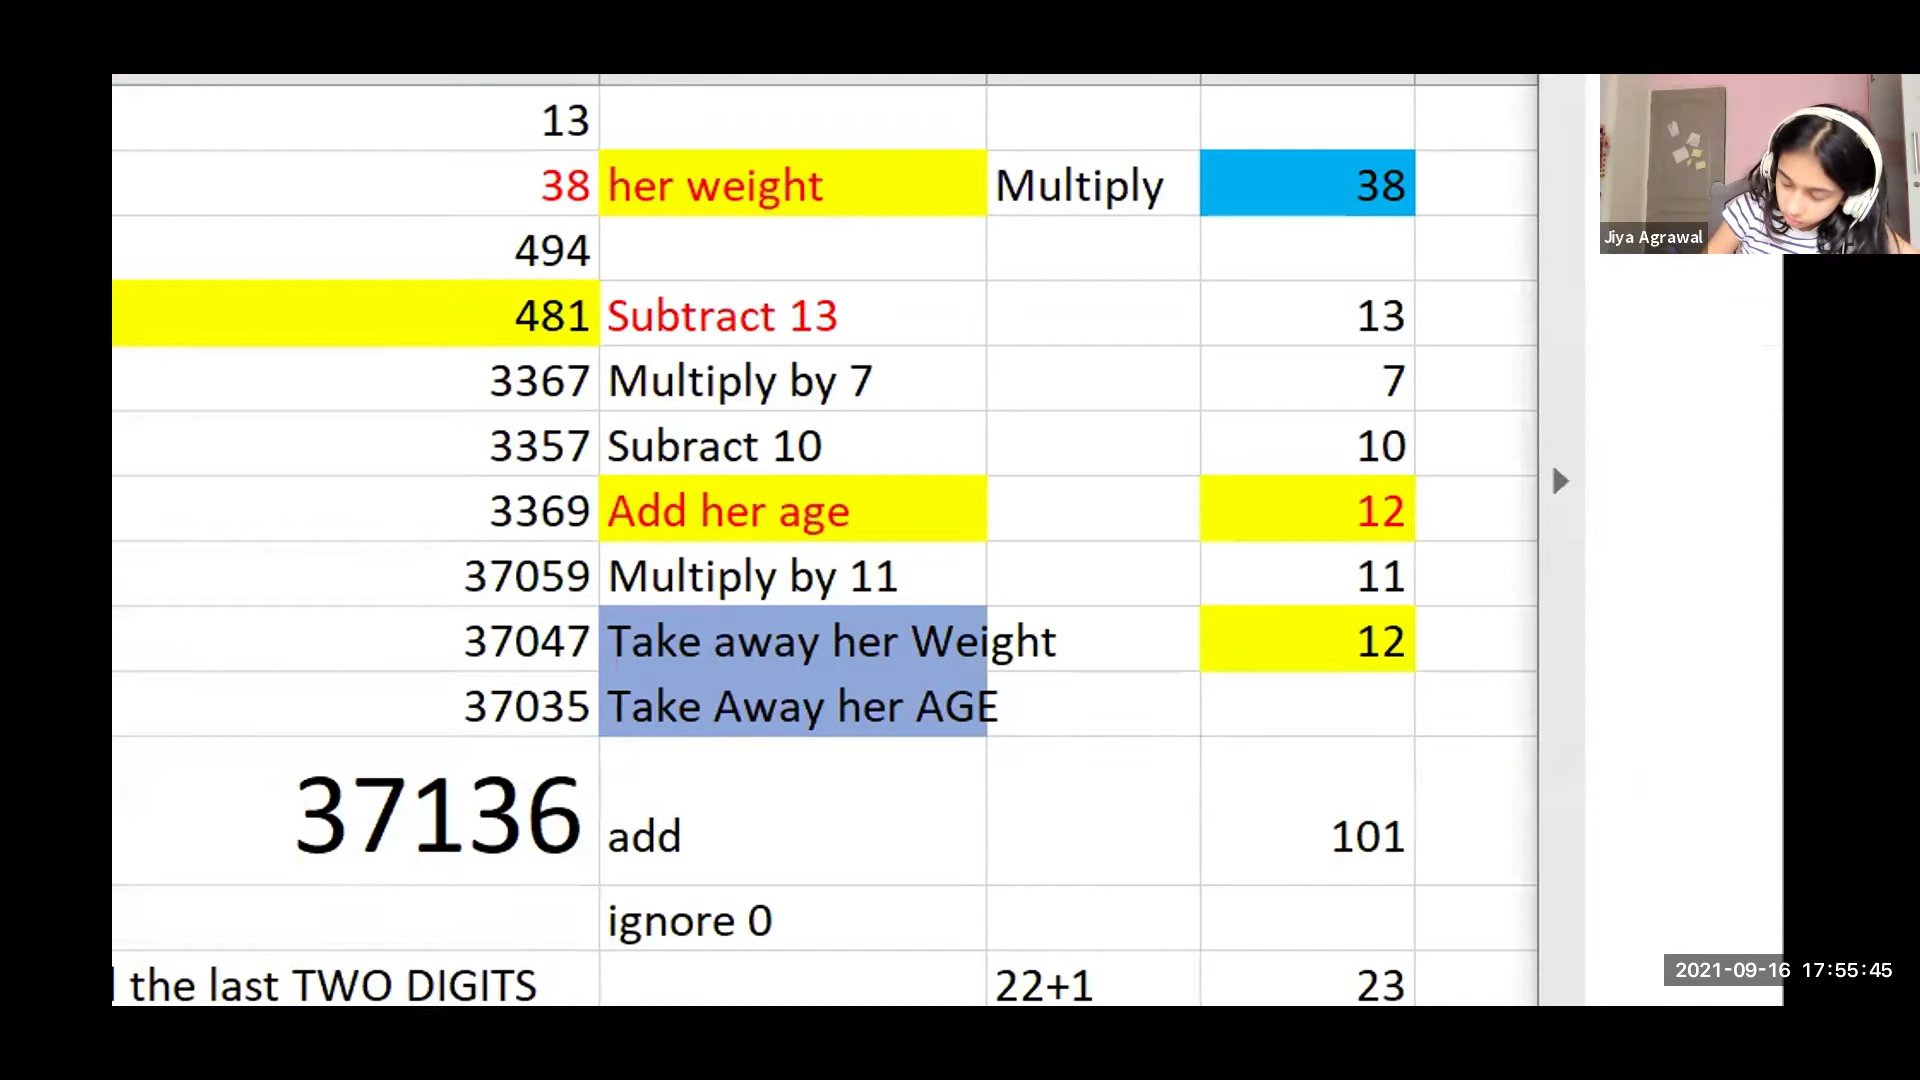 13
38 her weight Multiply 38
494
481 Subtract 13 13
3367 Multiply by 7 7
3357 Subract 10 10
3369 Add her age 12
37059 Multiply by 11 11
37047 Take away her Weight 12
37035 Take Away her AGE
37136 add 101
ignore 0
the last TWO DIGITS 22+1 23
Jiya Agrawal
2021-09-16 17:55:45